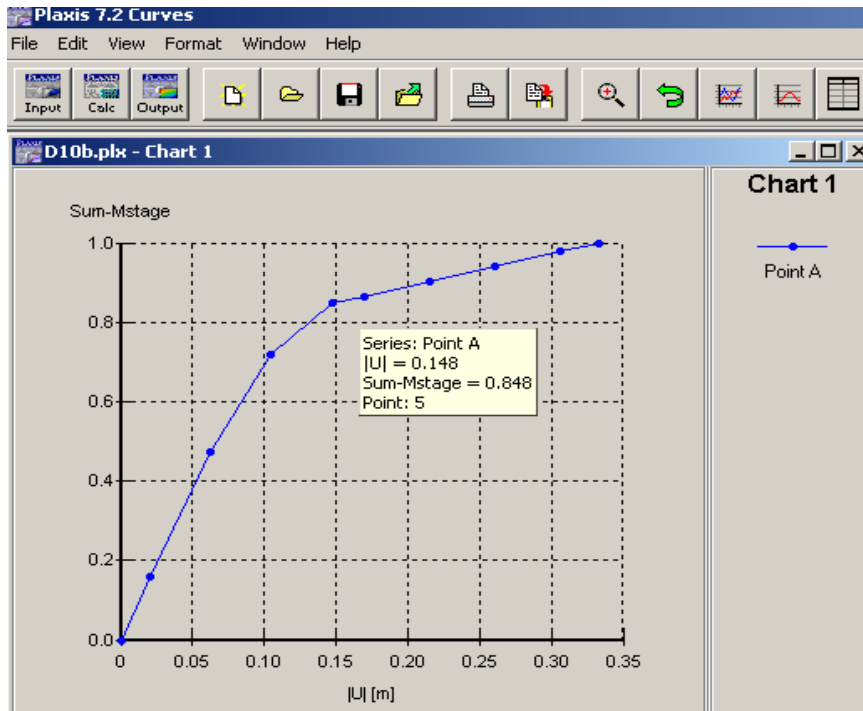 Plaxis 7.2 Curves
File Edit View Format Window Help
PLAXIS PLAXIS PLAXIS
Input Calc Output
D10b.plx - Chart 1
Chart 1
Point A
Sum-Mstage
1.0
0.8
0.6
0.4
0.2
0.0
Series: Point A
|U| = 0.148
Sum-Mstage = 0.848
Point: 5
0 0.05 0.10 0.15 0.20 0.25 0.30 0.35
|U| [m]